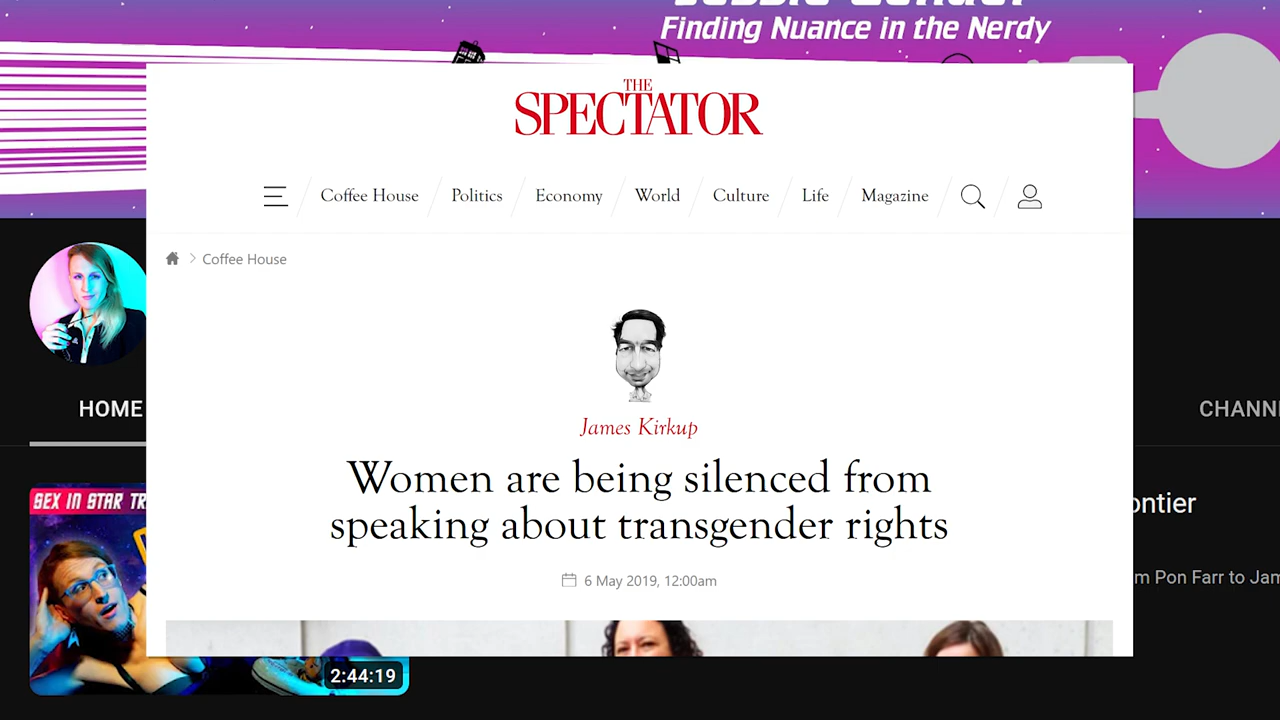 Finding Nuance in the Nerdy
THE
SPECTATOR
Coffee House
Politics
Economy
World
Culture
Life
Magazine
Coffee House
James Kirkup
Women are being silenced from
speaking about transgender rights
6 May 2019, 12:00am
HOME
SEX IN STAR TR
2:44:19
CHANN
ontier
m Pon Farr to Jam